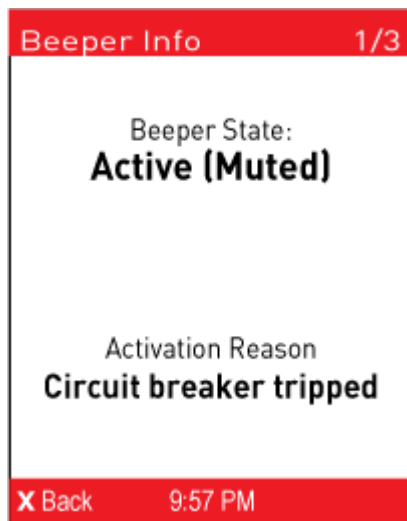 Beeper Info 1/3
Beeper State:
Active (Muted)
Activation Reason
Circuit breaker tripped
X Back 9:57 PM